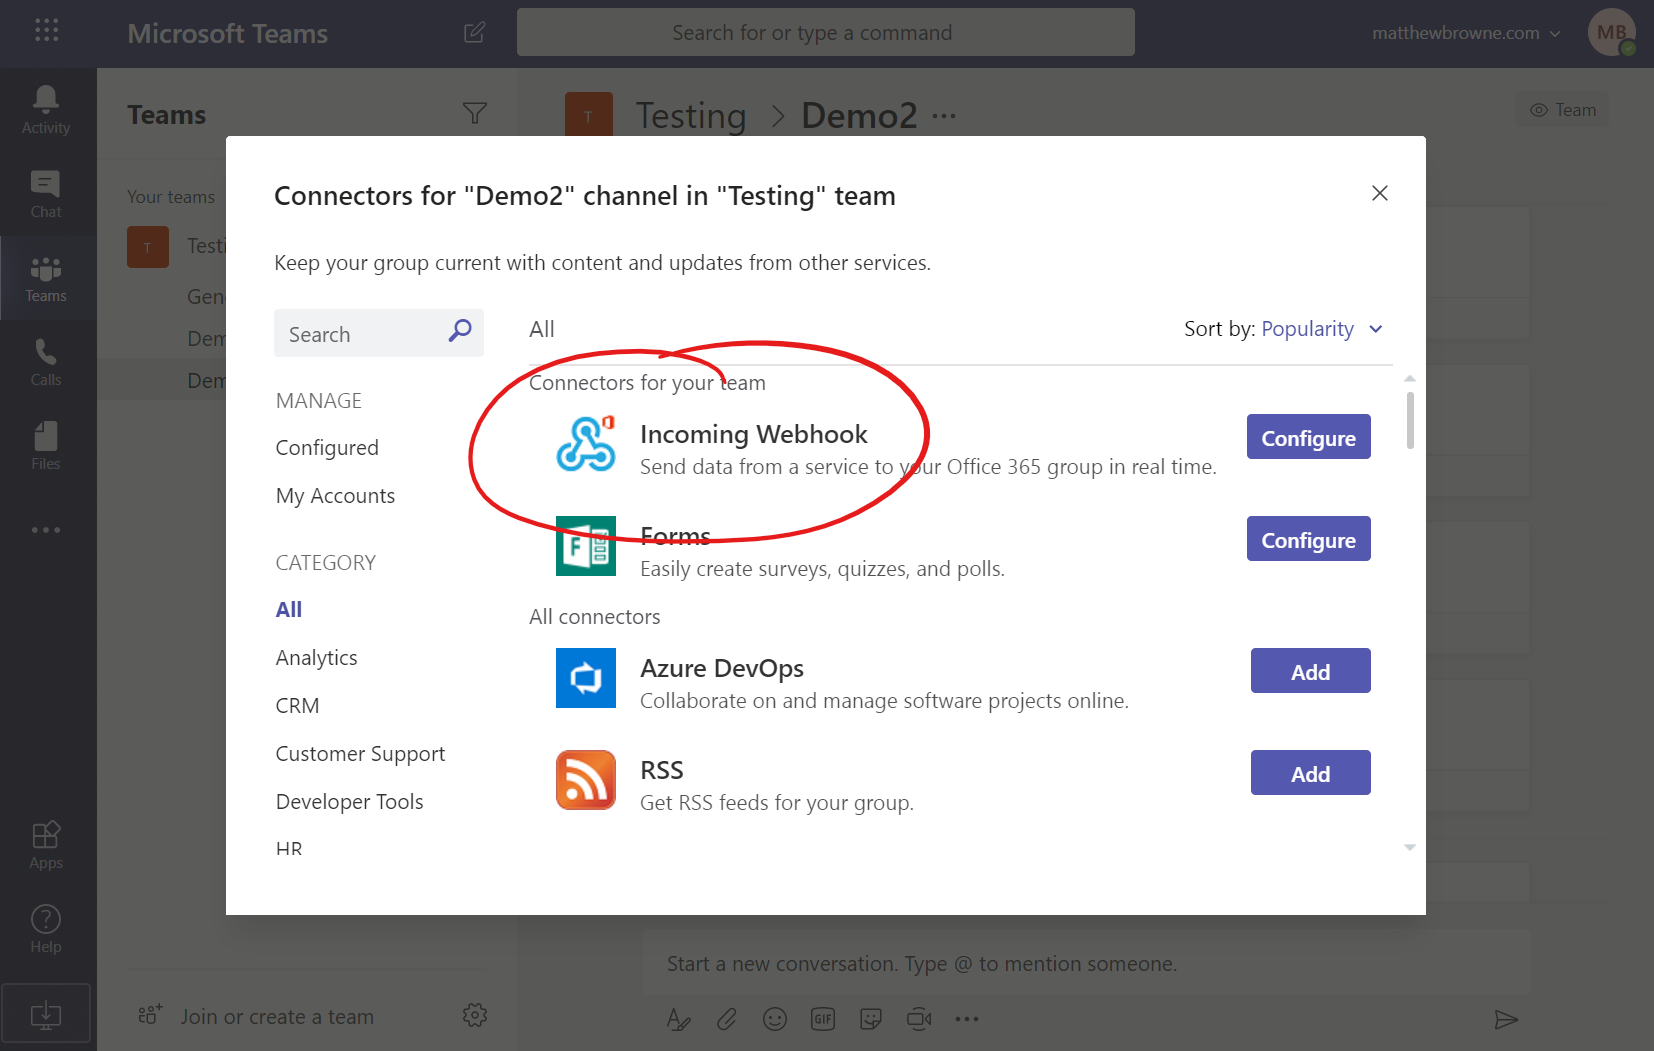 Microsoft Teams
Search for or type a command
matthewbrowne.com
MB
Activity
Chat
Teams
Calls
Files
Apps
Help
Teams
Your teams
T
Testi
Gen
Dem
Dem
Join or create a team
T
Testing > Demo2 ...
Team
Connectors for "Demo2" channel in "Testing" team
Keep your group current with content and updates from other services.
Search
MANAGE
Configured
My Accounts
CATEGORY
All
Analytics
CRM
Customer Support
Developer Tools
HR
All
Sort by: Popularity
Connectors for your team
Incoming Webhook
Send data from a service to your Office 365 group in real time.
Configure
F
Forms
Easily create surveys, quizzes, and polls.
Configure
All connectors
Azure DevOps
Collaborate on and manage software projects online.
Add
RSS
Get RSS feeds for your group.
Add
Start a new conversation. Type @ to mention someone.
GIF